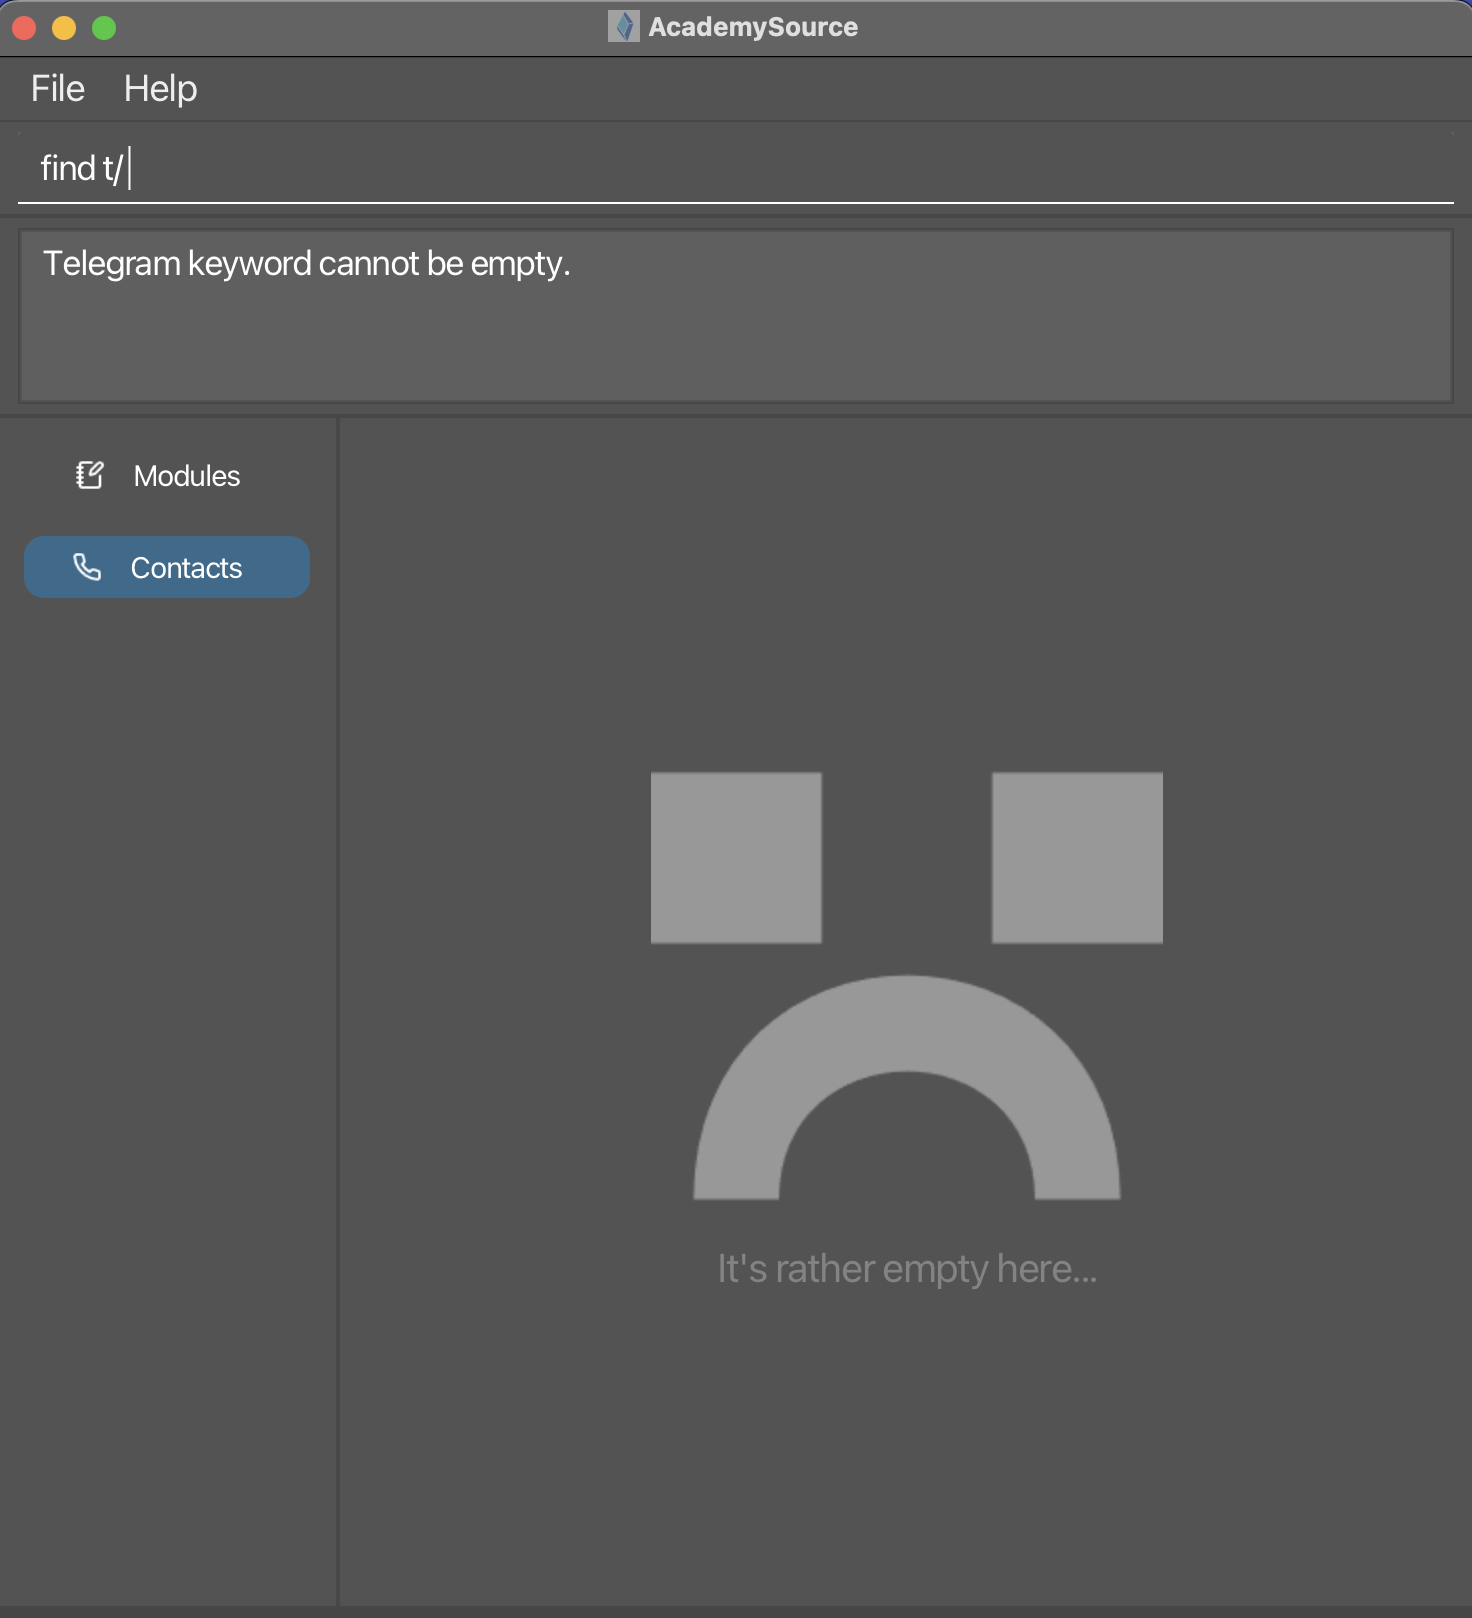 AcademySource
File Help
find t/
Telegram keyword cannot be empty.
Modules
Contacts
It's rather empty here...